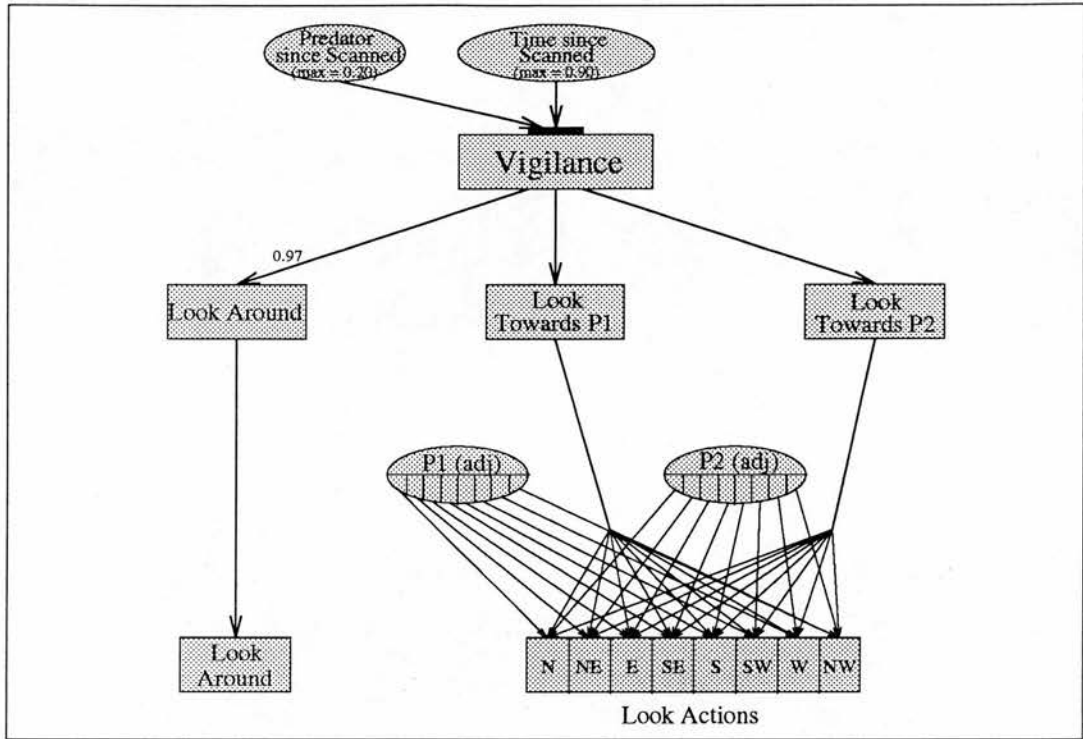 Predator
since Scanned
(max = 0.20)
Time since
Scanned
(max = 0.90)
Vigilance
0.97
Look Around
Look
Towards P1
Look
Towards P2
P1 (adj)
P2 (adj)
Look
Around
N NE E SE S SW W NW
Look Actions